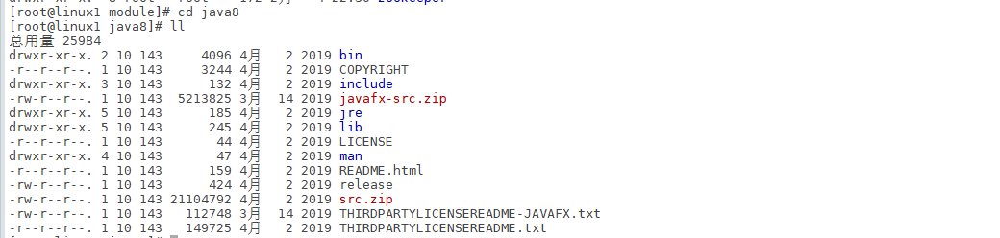 [root@linux1 module]# cd java8
[root@linux1 java8]# ll
总用量 25984
drwxr-xr-x. 2 10 143     4096 4月   2 2019 bin
-r--r--r--. 1 10 143     3244 4月   2 2019 COPYRIGHT
drwxr-xr-x. 3 10 143      132 4月   2 2019 include
-rw-r--r--. 1 10 143  5213825 3月  14 2019 javafx-src.zip
drwxr-xr-x. 5 10 143      185 4月   2 2019 jre
drwxr-xr-x. 5 10 143      245 4月   2 2019 lib
-r--r--r--. 1 10 143       44 4月   2 2019 LICENSE
drwxr-xr-x. 4 10 143       47 4月   2 2019 man
-r--r--r--. 1 10 143      159 4月   2 2019 README.html
-rw-r--r--. 1 10 143      424 4月   2 2019 release
-rw-r--r--. 1 10 143 21104792 4月   2 2019 src.zip
-rw-r--r--. 1 10 143   112748 3月  14 2019 THIRDPARTYLICENSEREADME-JAVAFX.txt
-r--r--r--. 1 10 143   149725 4月   2 2019 THIRDPARTYLICENSEREADME.txt